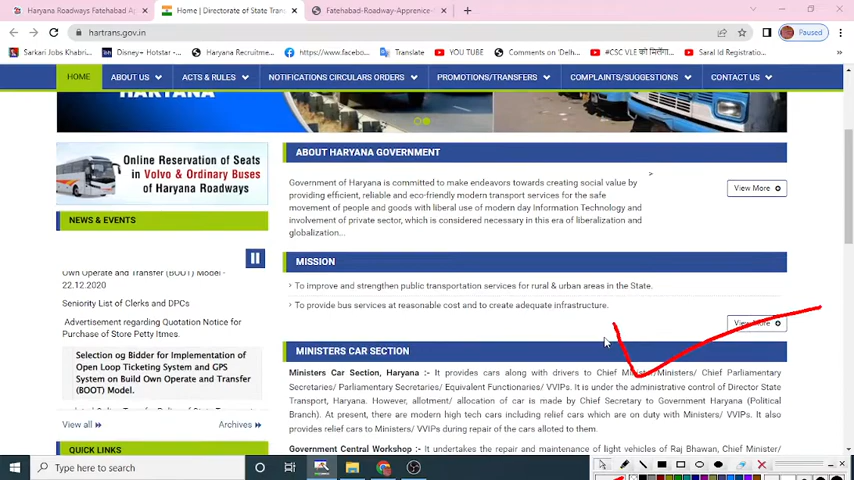 Haryana Roadways Fatehabad Ap
Home | Directorate of State Tran
Fatehabad-Roadway-Apprenice-
hartrans.gov.in
Paused
Sarkari Jobs Khabri...
Disney+ Hotstar -...
Haryana Recruitme...
https://www.facebo...
Translate
YOU TUBE
Comments on 'Delh...
#CSC VLE को मिलेगा...
Saral Id Registratio...
HOME
ABOUT US
ACTS & RULES
NOTIFICATIONS CIRCULARS ORDERS
PROMOTIONS/TRANSFERS
COMPLAINTS/SUGGESTIONS
CONTACT US
HARYANA
Online Reservation of Seats
in Volvo & Ordinary Buses
of Haryana Roadways
NEWS & EVENTS
Own Operate and Transfer (BOOT) Model -
22.12.2020
Seniority List of Clerks and DPCs
Advertisement regarding Quotation Notice for
Purchase of Store Petty Itmes.
Selection og Bidder for Implementation of
Open Loop Ticketing System and GPS
System on Build Own Operate and Transfer
(BOOT) Model.
View all
Archives
QUICK LINKS
ABOUT HARYANA GOVERNMENT
>
Government of Haryana is committed to make endeavors towards creating social value by
providing efficient, reliable and eco-friendly modern transport services for the safe
movement of people and goods with liberal use of modern day Information Technology and
involvement of private sector, which is considered necessary in this era of liberalization and
globalization...
View More
MISSION
> To improve and strengthen public transportation services for rural & urban areas in the State.
> To provide bus services at reasonable cost and to create adequate infrastructure.
View More
MINISTERS CAR SECTION
Ministers Car Section, Haryana :- It provides cars along with drivers to Chief Minister/Ministers/ Chief Parliamentary
Secretaries/ Parliamentary Secretaries/ Equivalent Functionaries/ VVIPs. It is under the administrative control of Director State
Transport, Haryana. However, allotment/ allocation of car is made by Chief Secretary to Government Haryana (Political
Branch). At present, there are modern high tech cars including relief cars which are on duty with Ministers/ VVIPs. It also
provides relief cars to Ministers/ VVIPs during repair of the cars alloted to them.
Government Central Workshop :- It undertakes the repair and maintenance of light vehicles of Raj Bhawan, Chief Minister/
Type here to search